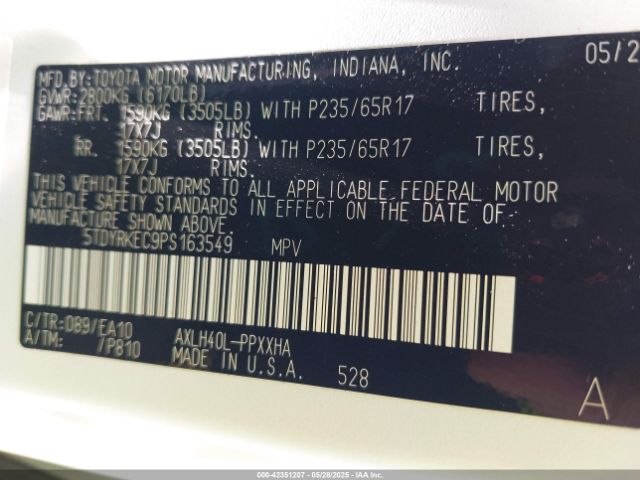 MFD. BY: TOYOTA MOTOR MANUFACTURING, INDIANA, INC. 05/2
GVWR: 2800KG (6170LB)
GAWR: FRT. 1590KG (3505LB) WITH P235/65R17 TIRES,
17X7J RIMS.
RR. 1590KG (3505LB) WITH P235/65R17 TIRES,
17X7J RIMS.
THIS VEHICLE CONFORMS TO ALL APPLICABLE FEDERAL MOTOR
VEHICLE SAFETY STANDARDS IN EFFECT ON THE DATE OF
MANUFACTURE SHOWN ABOVE.
5TDYRKEC9PS163549 MPV
C/TR: 089/EA10 AXLH40L-PPXXHA
A/TM: /P810 MADE IN U.S.A. 528
A
000-42351207 - 05/28/2025 - IAAI.COM